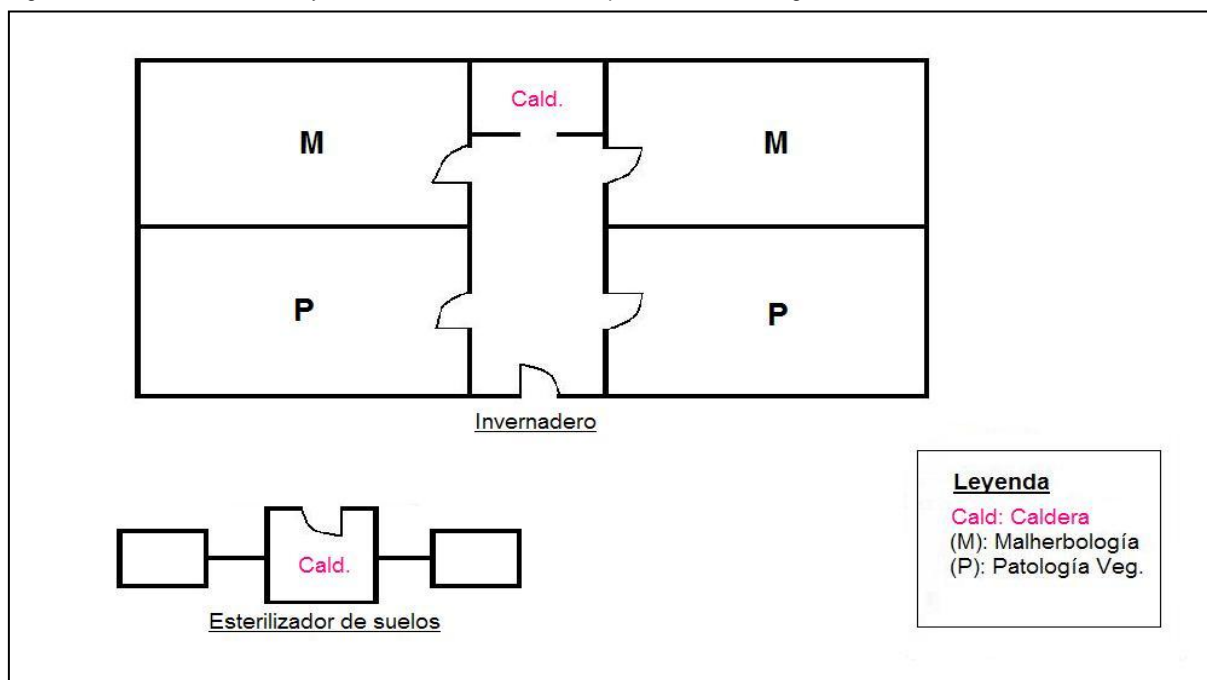 Cald.
M
M
P
P
Invernadero
Leyenda
Cald: Caldera
(M): Malherbología
(P): Patología Veg.
Cald.
Esterilizador de suelos